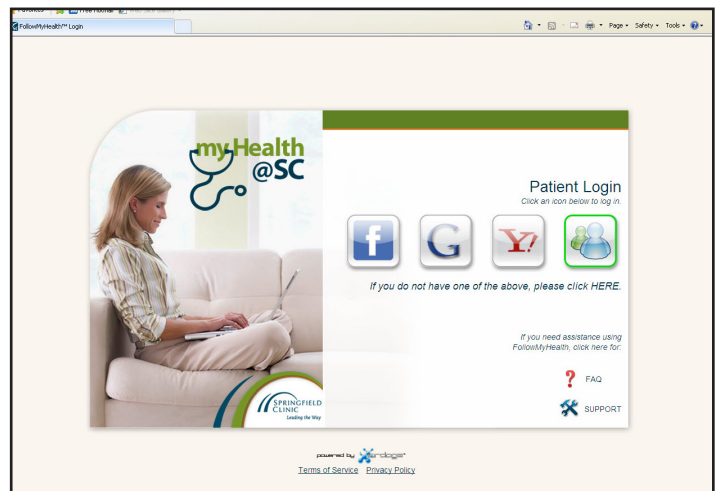 FollowMyHealth™ Login
Page
Safety
Tools
myHealth
@SC
Patient Login
Click an icon below to log in.
f
G
Y!
If you do not have one of the above, please click HERE.
If you need assistance using
FollowMyHealth, click here for:
? FAQ
SUPPORT
SPRINGFIELD
CLINIC
Leading the Way
powered by
Terms of Service Privacy Policy